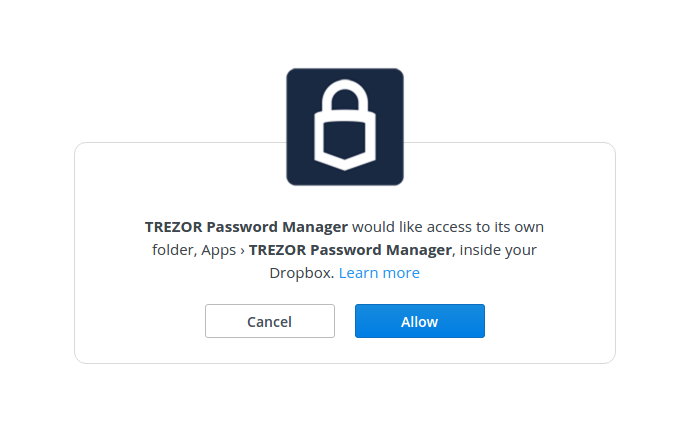 TREZOR Password Manager would like access to its own
folder, Apps › TREZOR Password Manager, inside your
Dropbox. Learn more
Cancel
Allow